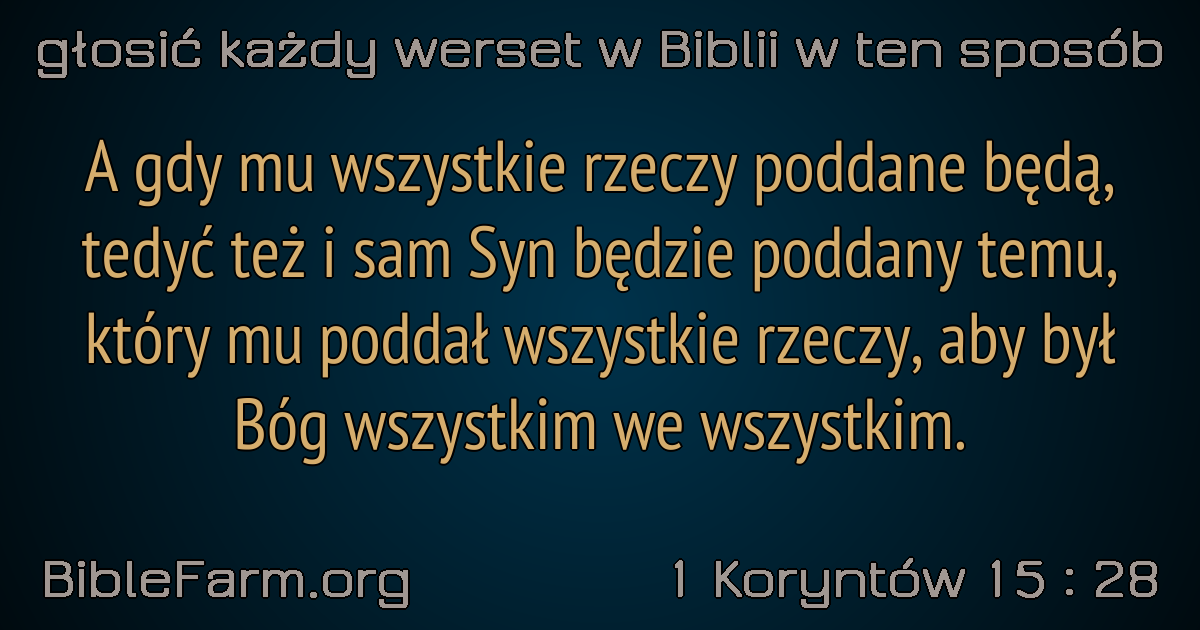 głosić każdy werset w Biblii w ten sposób
A gdy mu wszystkie rzeczy poddane będą,
tedyć też i sam Syn będzie poddany temu,
który mu poddał wszystkie rzeczy, aby był
Bóg wszystkim we wszystkim.
BibleFarm.org
1 Koryntów 15 : 28